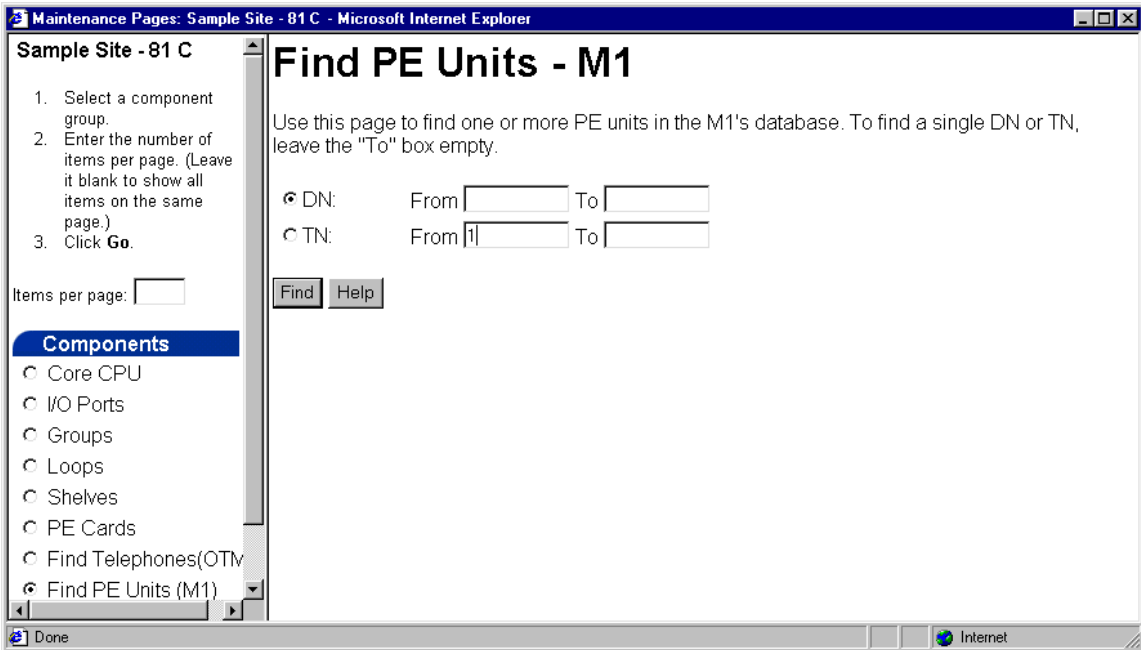 Maintenance Pages: Sample Site - 81 C - Microsoft Internet Explorer
Sample Site - 81 C
1. Select a component
group.
2. Enter the number of
items per page. (Leave
it blank to show all
items on the same
page.)
3. Click Go.
Items per page:
Components
Core CPU
I/O Ports
Groups
Loops
Shelves
PE Cards
Find Telephones(OTM
Find PE Units (M1)
Find PE Units - M1
Use this page to find one or more PE units in the M1's database. To find a single DN or TN,
leave the "To" box empty.
DN: From To
TN: From 1 To
Find Help
Done Internet